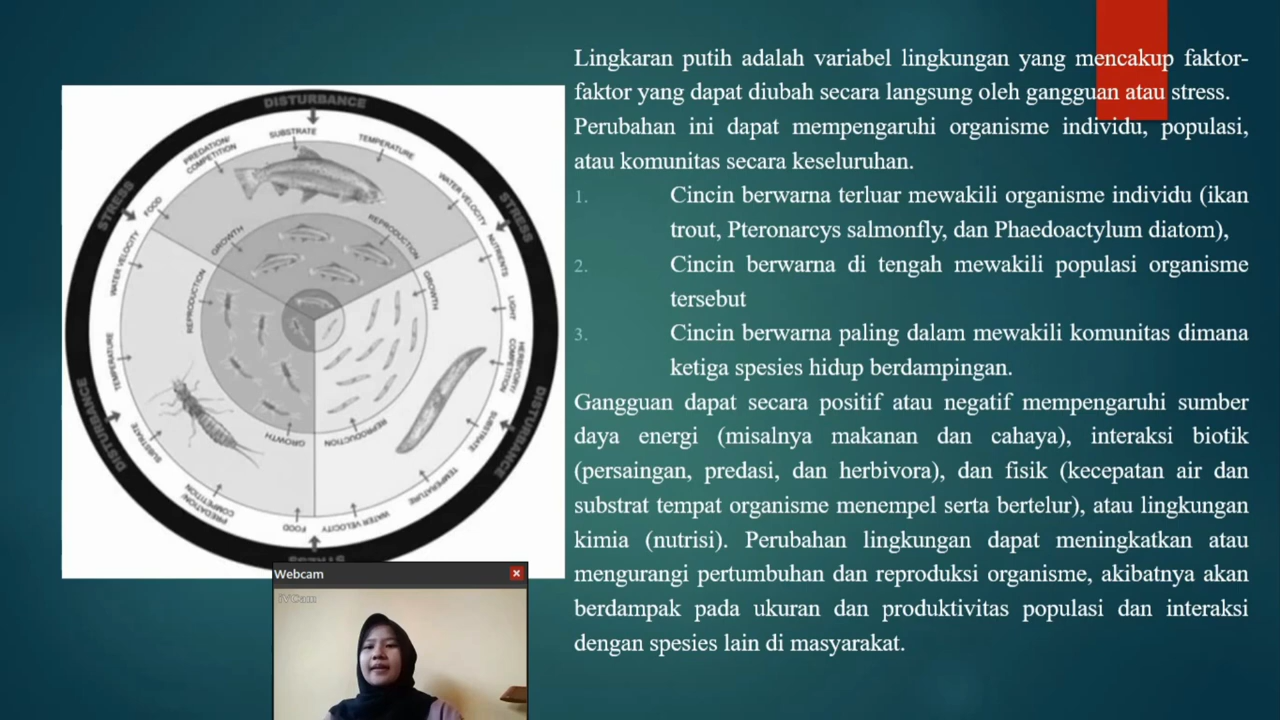 Lingkaran putih adalah variabel lingkungan yang mencakup faktor-
faktor yang dapat diubah secara langsung oleh gangguan atau stress.
Perubahan ini dapat mempengaruhi organisme individu, populasi,
atau komunitas secara keseluruhan.
1. Cincin berwarna terluar mewakili organisme individu (ikan
trout, Pteronarcys salmonfly, dan Phaedoactylum diatom),
2. Cincin berwarna di tengah mewakili populasi organisme
tersebut
3. Cincin berwarna paling dalam mewakili komunitas dimana
ketiga spesies hidup berdampingan.
Gangguan dapat secara positif atau negatif mempengaruhi sumber
daya energi (misalnya makanan dan cahaya), interaksi biotik
(persaingan, predasi, dan herbivora), dan fisik (kecepatan air dan
substrat tempat organisme menempel serta bertelur), atau lingkungan
kimia (nutrisi). Perubahan lingkungan dapat meningkatkan atau
mengurangi pertumbuhan dan reproduksi organisme, akibatnya akan
berdampak pada ukuran dan produktivitas populasi dan interaksi
dengan spesies lain di masyarakat.
DISTURBANCE
STRESS
DISTURBANCE
STRESS
DISTURBANCE
STRESS
FOOD
PREDATION/
COMPETITION
SUBSTRATE
TEMPERATURE
WATER VELOCITY
NUTRIENTS
LIGHT
HERBIVORY/
COMPETITION
SUBSTRATE
TEMPERATURE
WATER VELOCITY
FOOD
PREDATION/
COMPETITION
SUBSTRATE
TEMPERATURE
WATER VELOCITY
GROWTH
REPRODUCTION
GROWTH
REPRODUCTION
GROWTH
REPRODUCTION
Webcam
iVCam